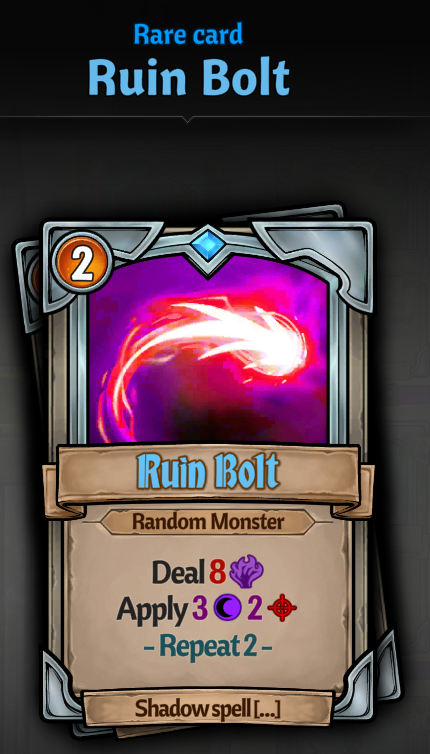 Rare card
Ruin Bolt
2
Ruin Bolt
Random Monster
Deal 8
Apply 3 2
- Repeat 2 -
Shadow spell [...]